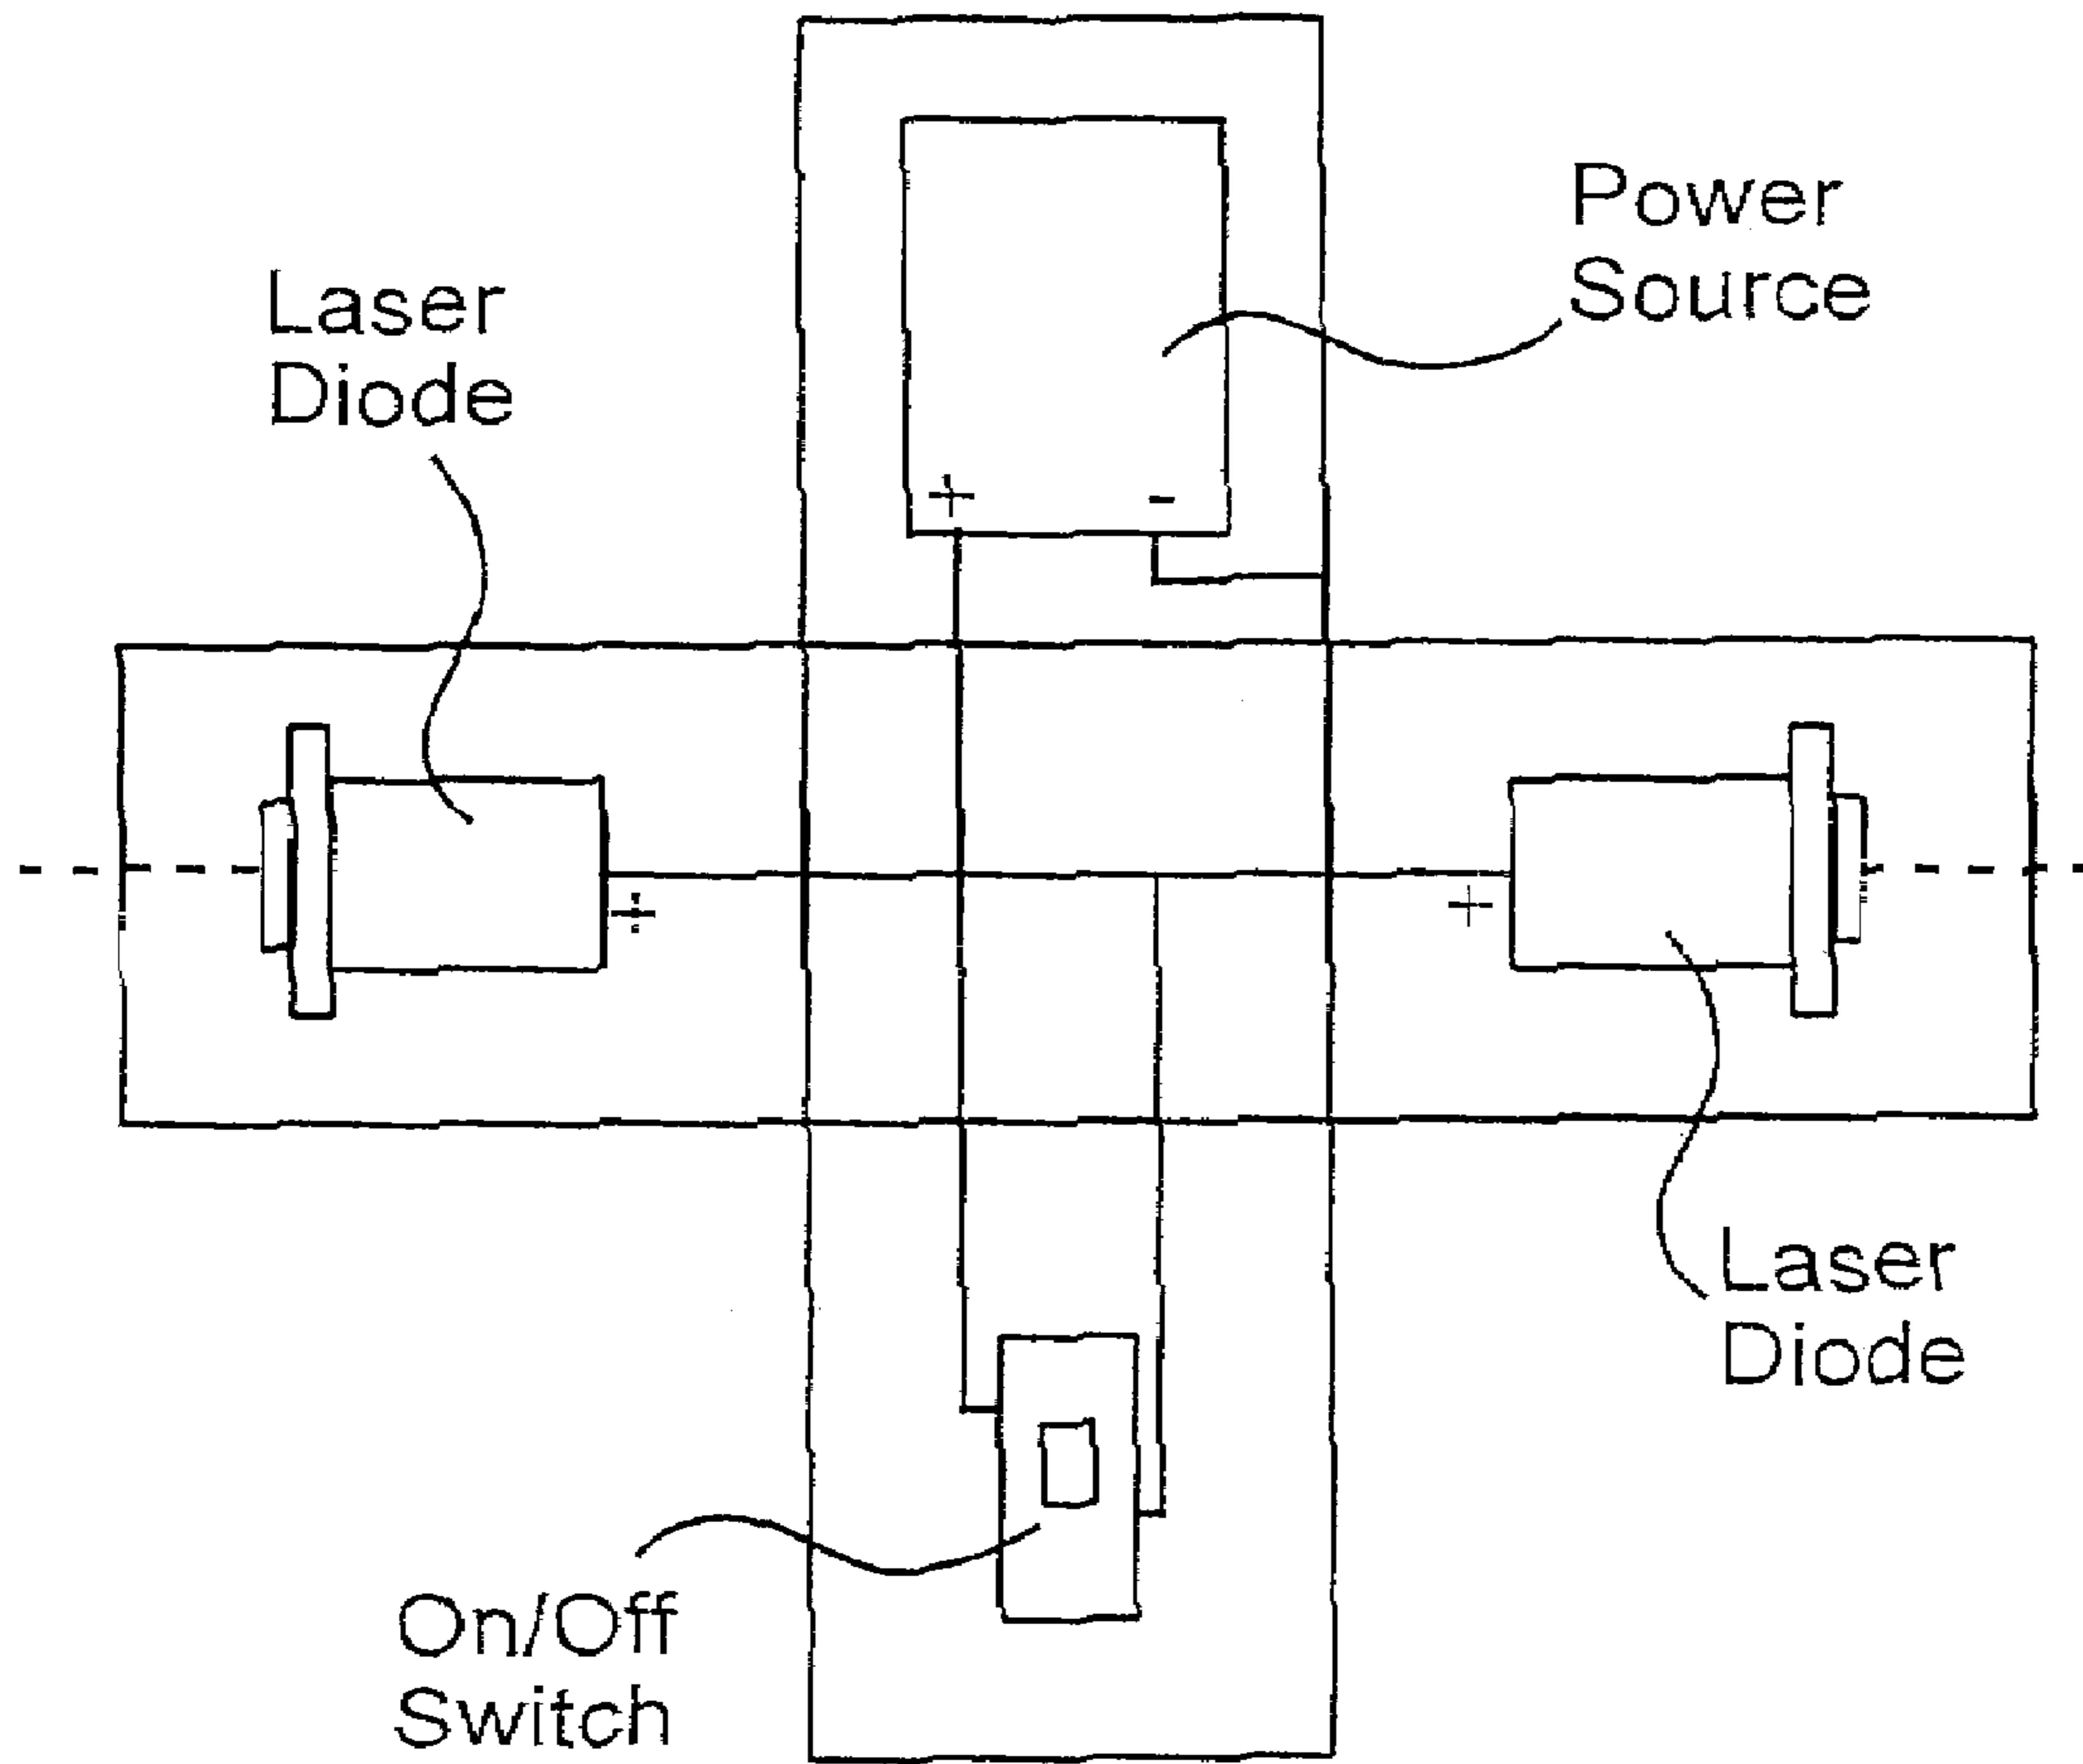 Power
Source
Laser
Diode
+ -
+ +
Laser
Diode
On/Off
Switch